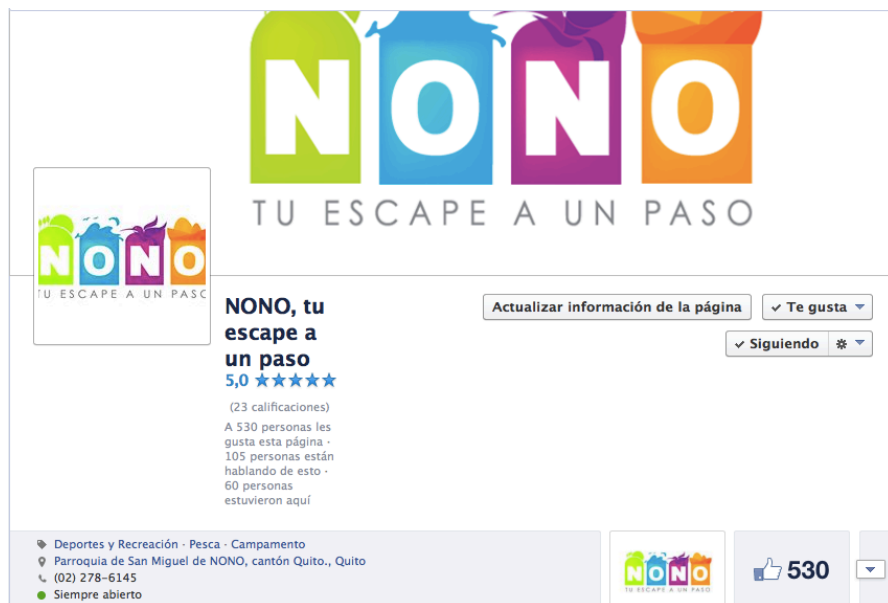 NONO
TU ESCAPE A UN PASO
NONO
TU ESCAPE A UN PASO
NONO, tu
escape a
un paso
5,0
(23 calificaciones)
A 530 personas les
gusta esta página ·
105 personas están
hablando de esto ·
60 personas
estuvieron aquí
Actualizar información de la página
Te gusta
Siguiendo
Deportes y Recreación · Pesca · Campamento
Parroquia de San Miguel de NONO, cantón Quito., Quito
(02) 278-6145
Siempre abierto
NONO
TU ESCAPE A UN PASO
530